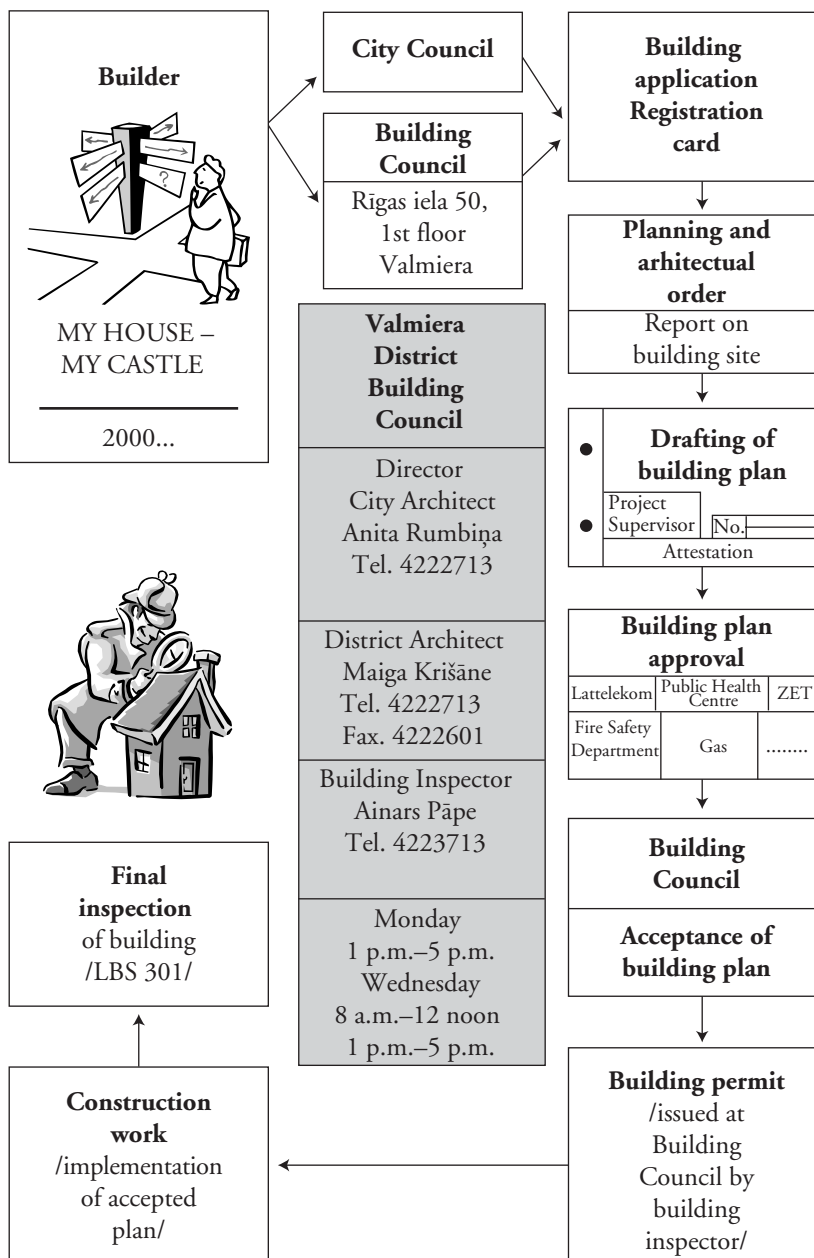 Builder
?
MY HOUSE –
MY CASTLE
2000...
City Council
Building
Council
Rīgas iela 50,
1st floor
Valmiera
Building
application
Registration
card
Planning and
arhitectual
order
Report on
building site
Drafting of
building plan
Project
Supervisor
No.
Attestation
Building plan
approval
Lattelekom
Public Health
Centre
ZET
Fire Safety
Department
Gas
........
Building
Council
Acceptance of
building plan
Building permit
/issued at
Building
Council by
building
inspector/
Construction
work
/implementation
of accepted
plan/
Final
inspection
of building
/LBS 301/
Valmiera
District
Building
Council
Director
City Architect
Anita Rumbiņa
Tel. 4222713
District Architect
Maiga Krišāne
Tel. 4222713
Fax. 4222601
Building Inspector
Ainars Pāpe
Tel. 4223713
Monday
1 p.m.–5 p.m.
Wednesday
8 a.m.–12 noon
1 p.m.–5 p.m.